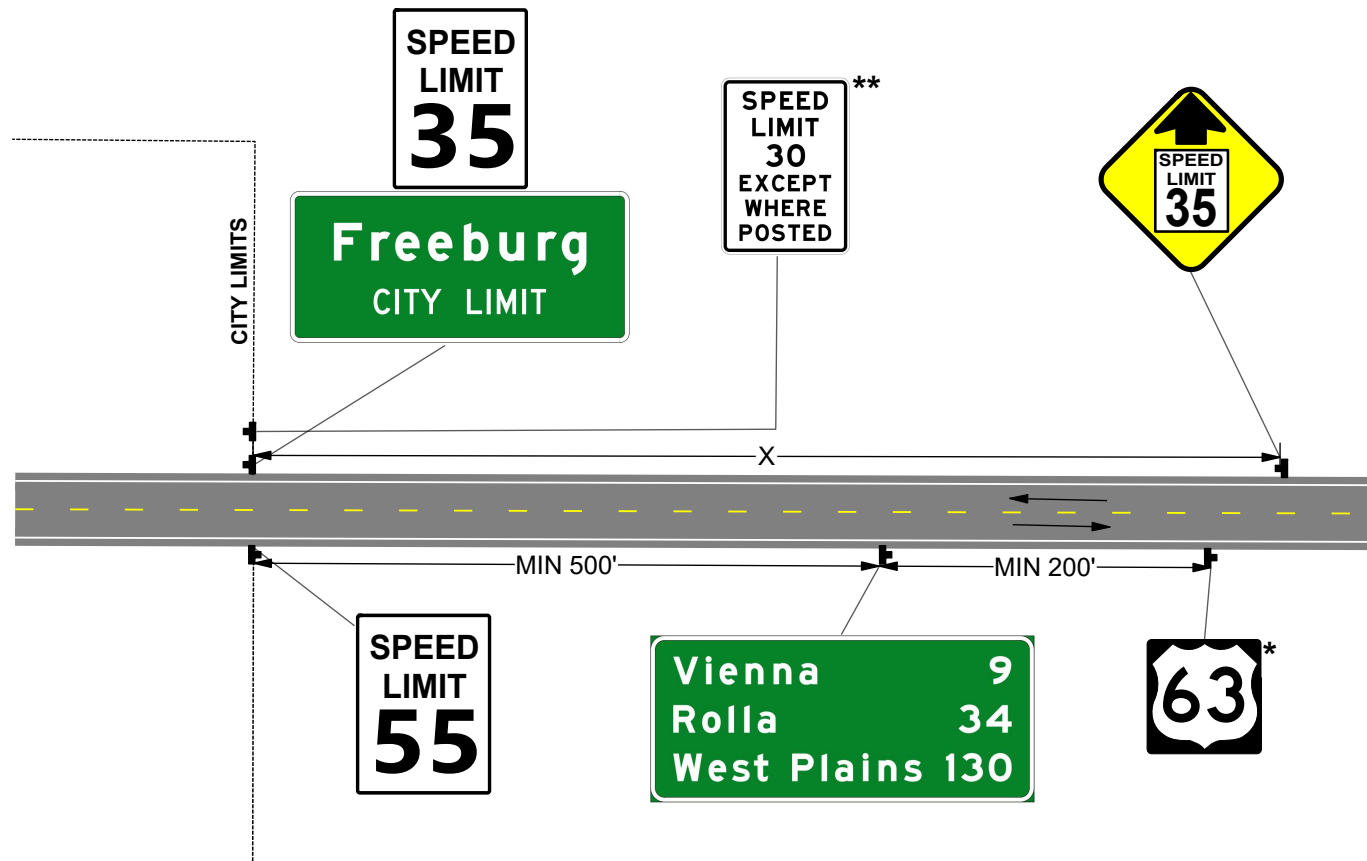 SPEED
LIMIT
35
Freeburg
CITY LIMIT
SPEED
LIMIT
30
EXCEPT
WHERE
POSTED
**
SPEED
LIMIT
35
CITY LIMITS
X
MIN 500'
MIN 200'
SPEED
LIMIT
55
Vienna 9
Rolla 34
West Plains 130
63
*